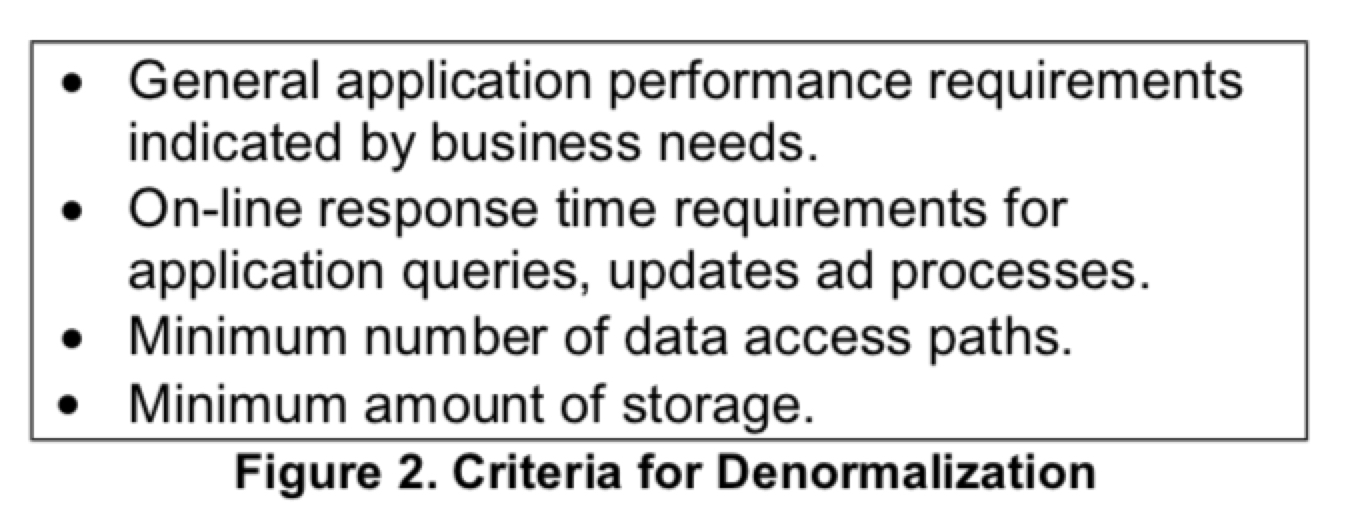 • General application performance requirements
indicated by business needs.
• On-line response time requirements for
application queries, updates ad processes.
• Minimum number of data access paths.
• Minimum amount of storage.
Figure 2. Criteria for Denormalization